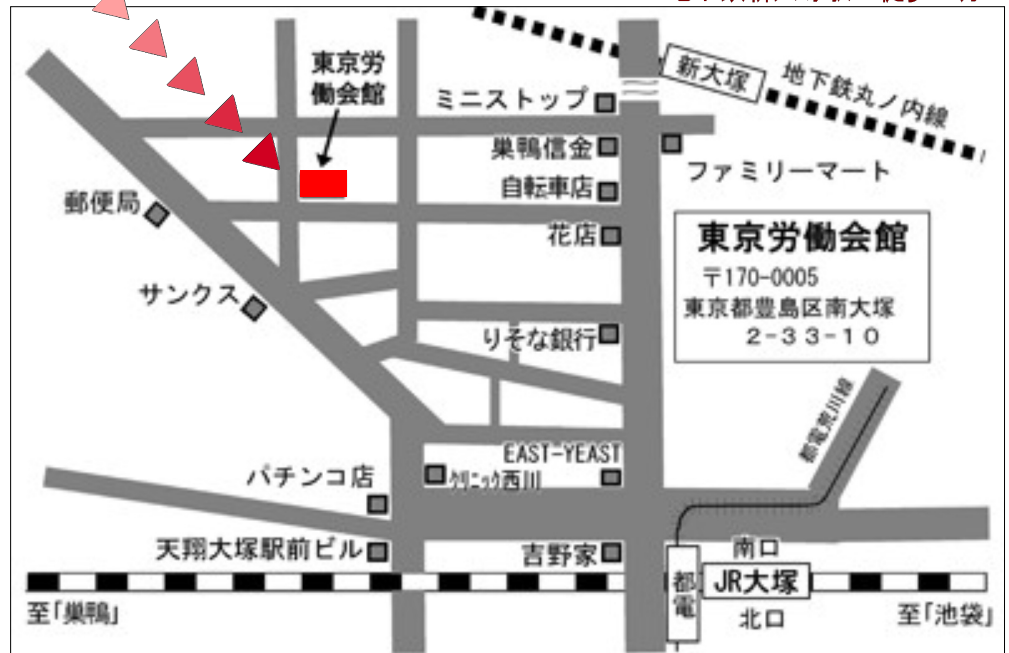 東京労
働会館
ミニストップ
新大塚
地下鉄丸ノ内線
巣鴨信金
ファミリーマート
自転車店
郵便局
花店
東京労働会館
〒170-0005
東京都豊島区南大塚
2-33-10
サンクス
りそな銀行
都電荒川線
EAST-YEAST
パチンコ店
クリニック西川
天翔大塚駅前ビル
吉野家
南口
都電
JR大塚
至「巣鴨」
北口
至「池袋」